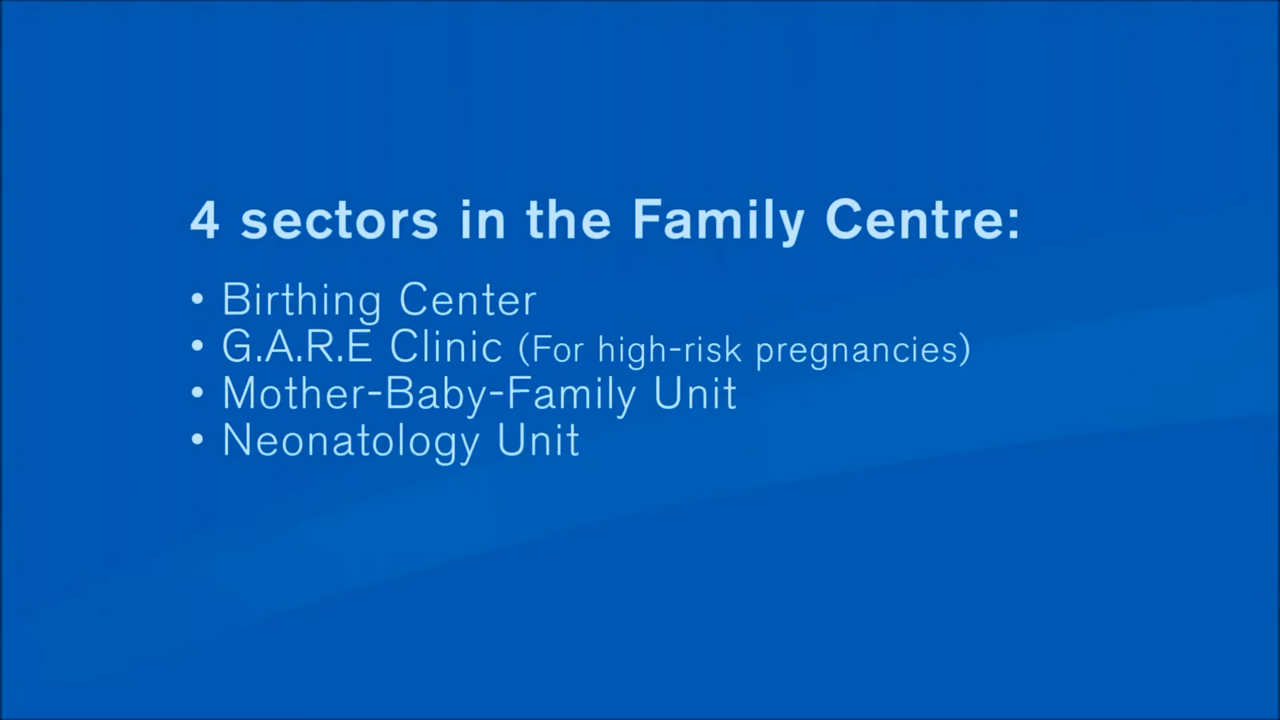 4 sectors in the Family Centre:
• Birthing Center
• G.A.R.E Clinic (For high-risk pregnancies)
• Mother-Baby-Family Unit
• Neonatology Unit